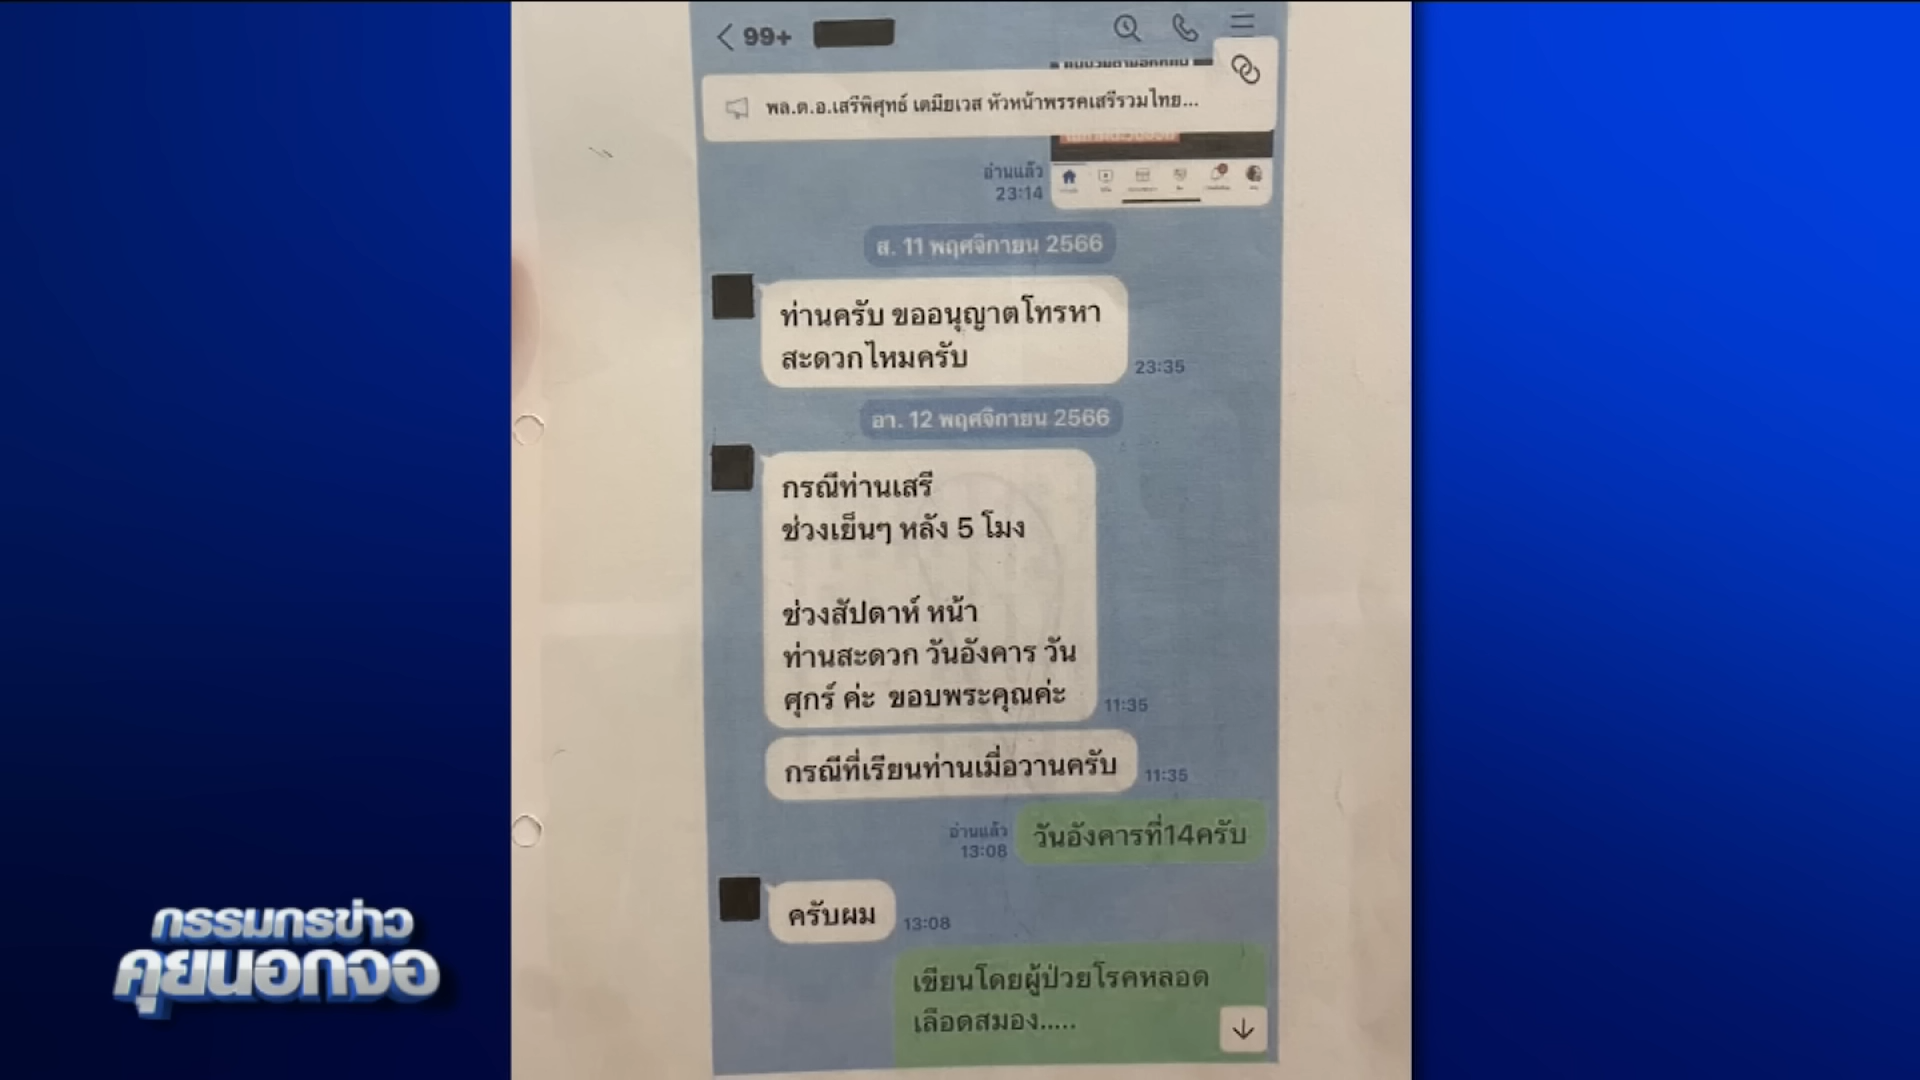 99+
พล.ต.อ.เสรีพิศุทธ์ เตมียเวส หัวหน้าพรรคเสรีรวมไทย...
อ่านแล้ว
23:14
ส. 11 พฤศจิกายน 2566
ท่านครับ ขออนุญาตโทรหา
สะดวกไหมครับ
23:35
อา. 12 พฤศจิกายน 2566
กรณีท่านเสรี
ช่วงเย็นๆ หลัง 5 โมง
ช่วงสัปดาห์ หน้า
ท่านสะดวก วันอังคาร วัน
ศุกร์ ค่ะ ขอบพระคุณค่ะ
11:35
กรณีที่เรียนท่านเมื่อวานครับ
11:35
อ่านแล้ว
13:08
วันอังคารที่14ครับ
ครับผม
13:08
เขียนโดยผู้ป่วยโรคหลอด
เลือดสมอง.....
กรรมกรข่าว
คุยนอกจอ